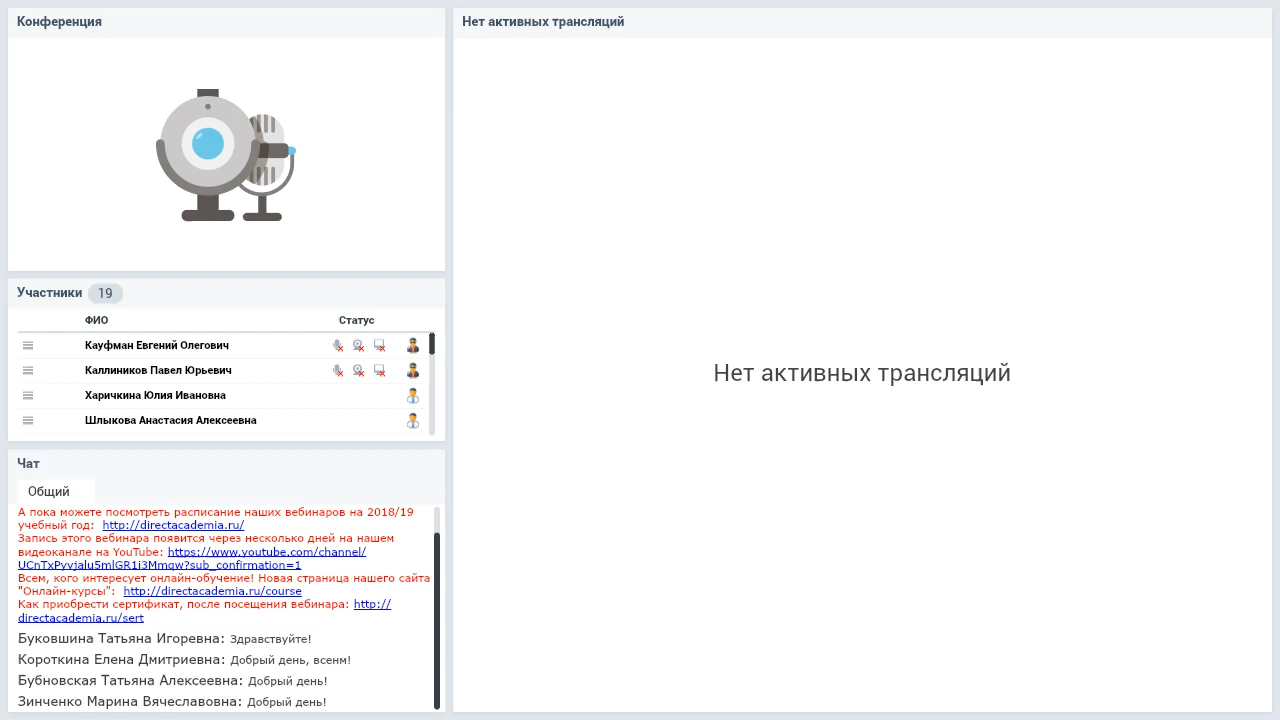 Конференция
Участники 19
ФИО Статус
Кауфман Евгений Олегович
Каллиников Павел Юрьевич
Харичкина Юлия Ивановна
Шлыкова Анастасия Алексеевна
Чат
Общий
А пока можете посмотреть расписание наших вебинаров на 2018/19
учебный год: http://directacademia.ru/
Запись этого вебинара появится через несколько дней на нашем
видеоканале на YouTube: https://www.youtube.com/channel/
UCnTxPyvjalu5mlGR1i3Mmqw?sub_confirmation=1
Всем, кого интересует онлайн-обучение! Новая страница нашего сайта
"Онлайн-курсы": http://directacademia.ru/course
Как приобрести сертификат, после посещения вебинара: http://
directacademia.ru/sert
Буковшина Татьяна Игоревна: Здравствуйте!
Короткина Елена Дмитриевна: Добрый день, всенм!
Бубновская Татьяна Алексеевна: Добрый день!
Зинченко Марина Вячеславовна: Добрый день!
Нет активных трансляций
Нет активных трансляций